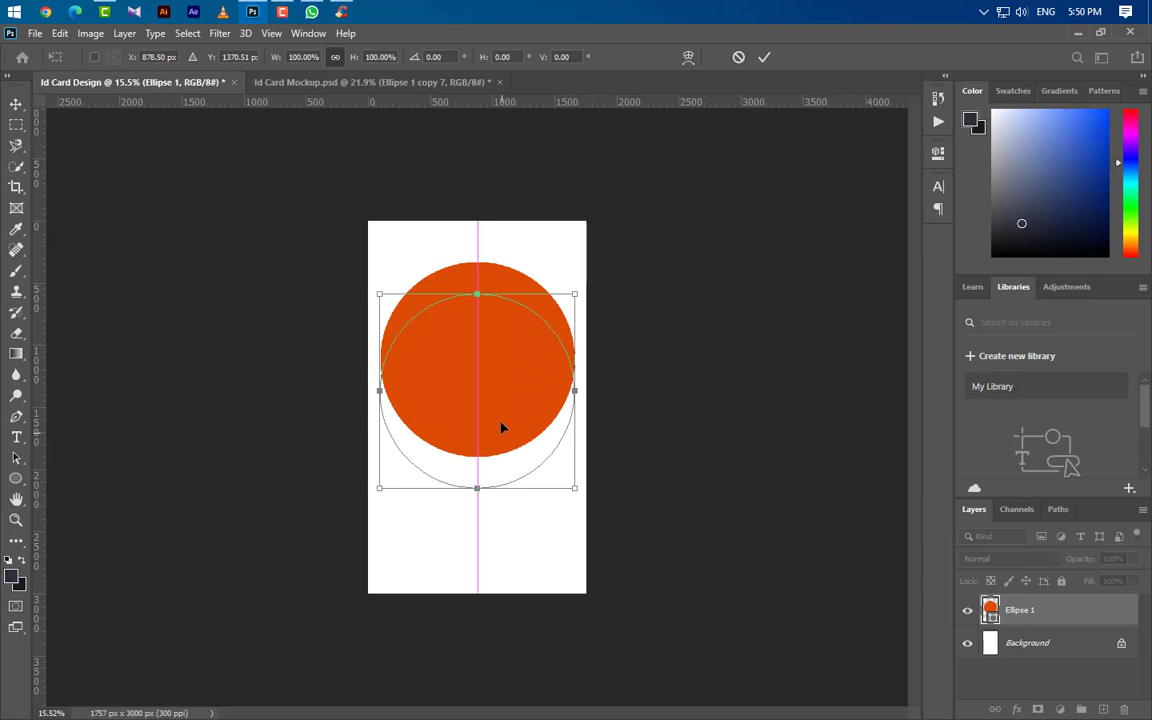 ENG 5:50 PM
File Edit Image Layer Type Select Filter 3D View Window Help
X: 878.50 px Y: 1370.51 px W: 100.00% H: 100.00% 0.00 ° H: 0.00 ° V: 0.00 °
Id Card Design @ 15.5% (Ellipse 1, RGB/8#) * × Id Card Mockup.psd @ 21.9% (Ellipse 1 copy 7, RGB/8#) * ×
2500 2000 1500 1000 500 0 500 1000 1500 2000 2500 3000 3500 4000
Color Swatches Gradients Patterns
Learn Libraries Adjustments
Search all libraries
+ Create new library
My Library
Layers Channels Paths
Kind
Normal Opacity: 100%
Lock: Fill: 100%
Ellipse 1
Background
15.52% 1757 px x 3000 px (300 ppi)